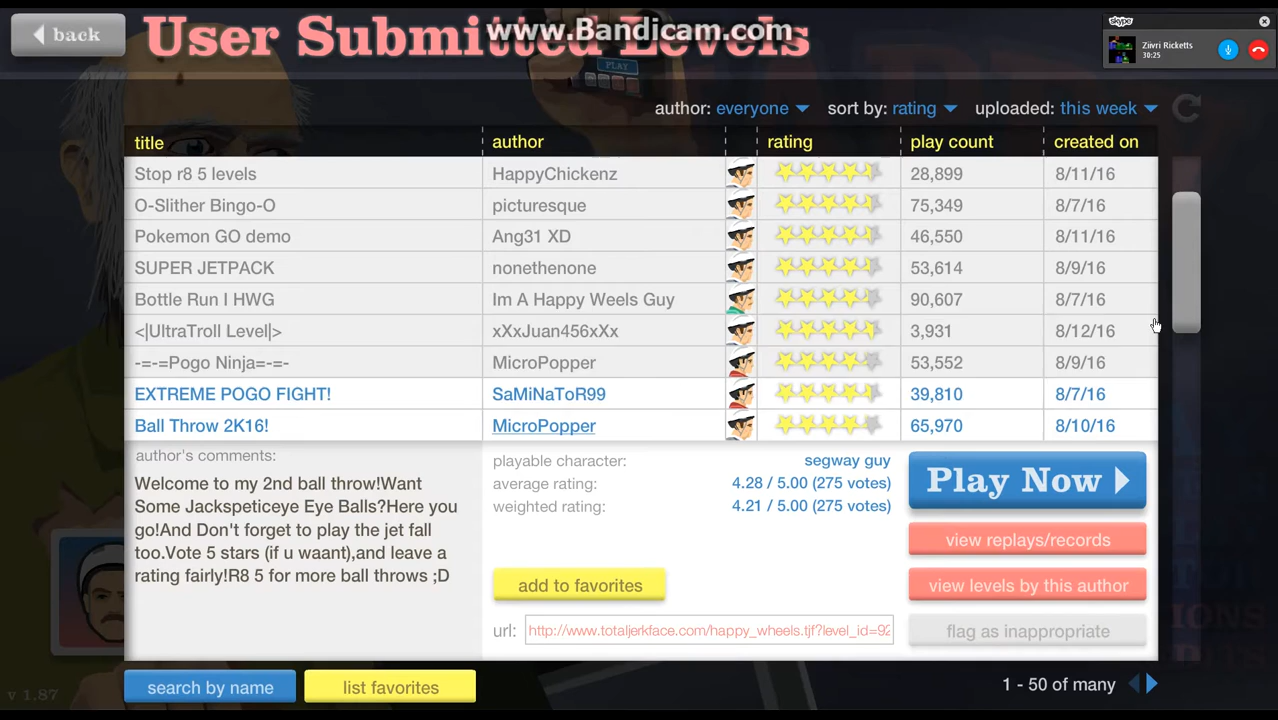 back
User Submitted Levels
www.Bandicam.com
skype
Ziivri Ricketts
30:25
PLAY
author: everyone sort by: rating uploaded: this week
title author rating play count created on
Stop r8 5 levels HappyChickenz 28,899 8/11/16
O-Slither Bingo-O picturesque 75,349 8/7/16
Pokemon GO demo Ang31 XD 46,550 8/11/16
SUPER JETPACK nonethenone 53,614 8/9/16
Bottle Run I HWG Im A Happy Weels Guy 90,607 8/7/16
<|UltraTroll Level|> xXxJuan456xXx 3,931 8/12/16
-=-=Pogo Ninja=-=- MicroPopper 53,552 8/9/16
EXTREME POGO FIGHT! SaMiNaToR99 39,810 8/7/16
Ball Throw 2K16! MicroPopper 65,970 8/10/16
author's comments:
Welcome to my 2nd ball throw!Want
Some Jackspeticeye Eye Balls?Here you
go!And Don't forget to play the jet fall
too.Vote 5 stars (if u waant),and leave a
rating fairly!R8 5 for more ball throws ;D
playable character: segway guy
average rating: 4.28 / 5.00 (275 votes)
weighted rating: 4.21 / 5.00 (275 votes)
add to favorites
url: http://www.totaljerkface.com/happy_wheels.tjf?level_id=92
Play Now
view replays/records
view levels by this author
flag as inappropriate
search by name list favorites
1 - 50 of many
v 1.87